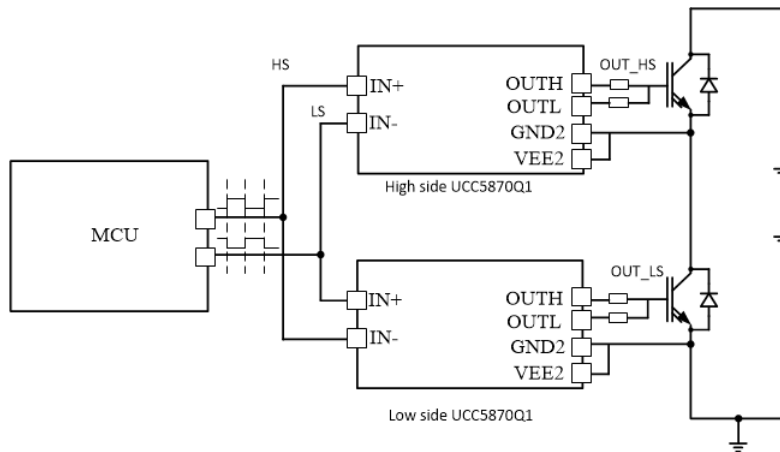 HS
IN+
OUTH
OUT_HS
OUTL
LS
IN-
GND2
VEE2
High side UCC5870Q1
MCU
OUT_LS
IN+
OUTH
OUTL
IN-
GND2
VEE2
Low side UCC5870Q1